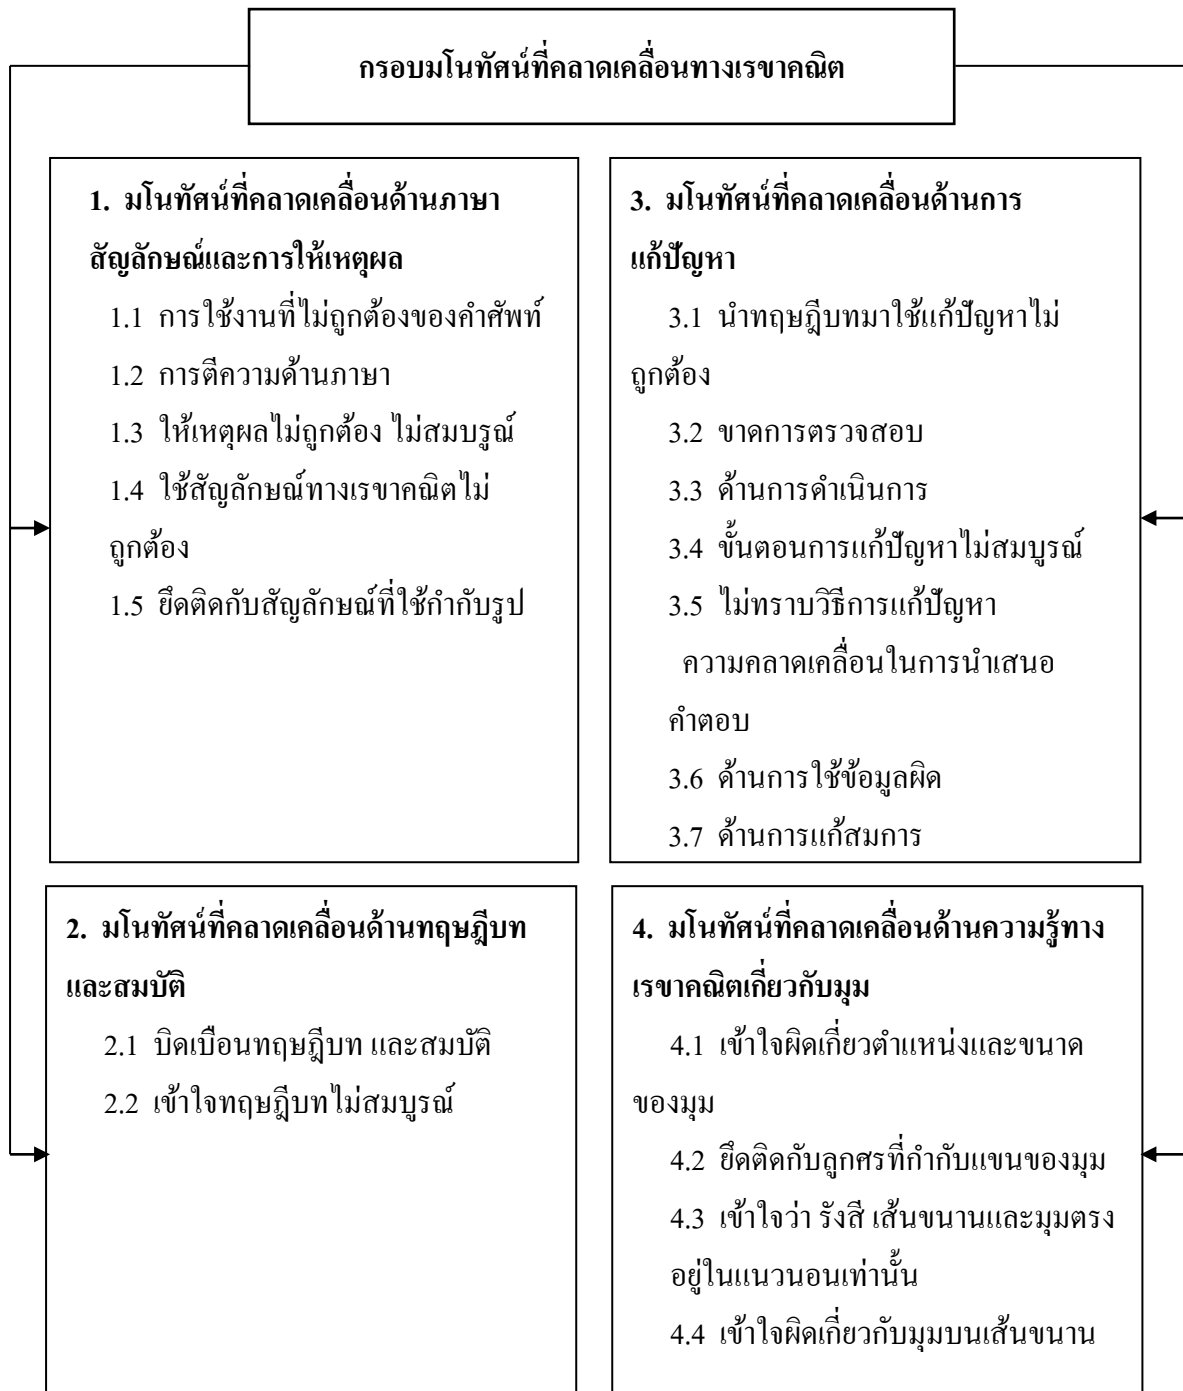 กรอบมโนทัศน์ที่คลาดเคลื่อนทางเรขาคณิต
1. มโนทัศน์ที่คลาดเคลื่อนด้านภาษา
สัญลักษณ์และการให้เหตุผล
1.1 การใช้งานที่ไม่ถูกต้องของคำศัพท์
1.2 การตีความด้านภาษา
1.3 ให้เหตุผลไม่ถูกต้อง ไม่สมบรูณ์
1.4 ใช้สัญลักษณ์ทางเรขาคณิตไม่
ถูกต้อง
1.5 ยึดติดกับสัญลักษณ์ที่ใช้กำกับรูป
2. มโนทัศน์ที่คลาดเคลื่อนด้านทฤษฎีบท
และสมบัติ
2.1 บิดเบือนทฤษฎีบท และสมบัติ
2.2 เข้าใจทฤษฎีบทไม่สมบูรณ์
3. มโนทัศน์ที่คลาดเคลื่อนด้านการ
แก้ปัญหา
3.1 นำทฤษฎีบทมาใช้แก้ปัญหาไม่
ถูกต้อง
3.2 ขาดการตรวจสอบ
3.3 ด้านการดำเนินการ
3.4 ขั้นตอนการแก้ปัญหาไม่สมบูรณ์
3.5 ไม่ทราบวิธีการแก้ปัญหา
ความคลาดเคลื่อนในการนำเสนอ
คำตอบ
3.6 ด้านการใช้ข้อมูลผิด
3.7 ด้านการแก้สมการ
4. มโนทัศน์ที่คลาดเคลื่อนด้านความรู้ทาง
เรขาคณิตเกี่ยวกับมุม
4.1 เข้าใจผิดเกี่ยวตำแหน่งและขนาด
ของมุม
4.2 ยึดติดกับลูกศรที่กำกับแขนของมุม
4.3 เข้าใจว่า รังสี เส้นขนานและมุมตรง
อยู่ในแนวนอนเท่านั้น
4.4 เข้าใจผิดเกี่ยวกับมุมบนเส้นขนาน